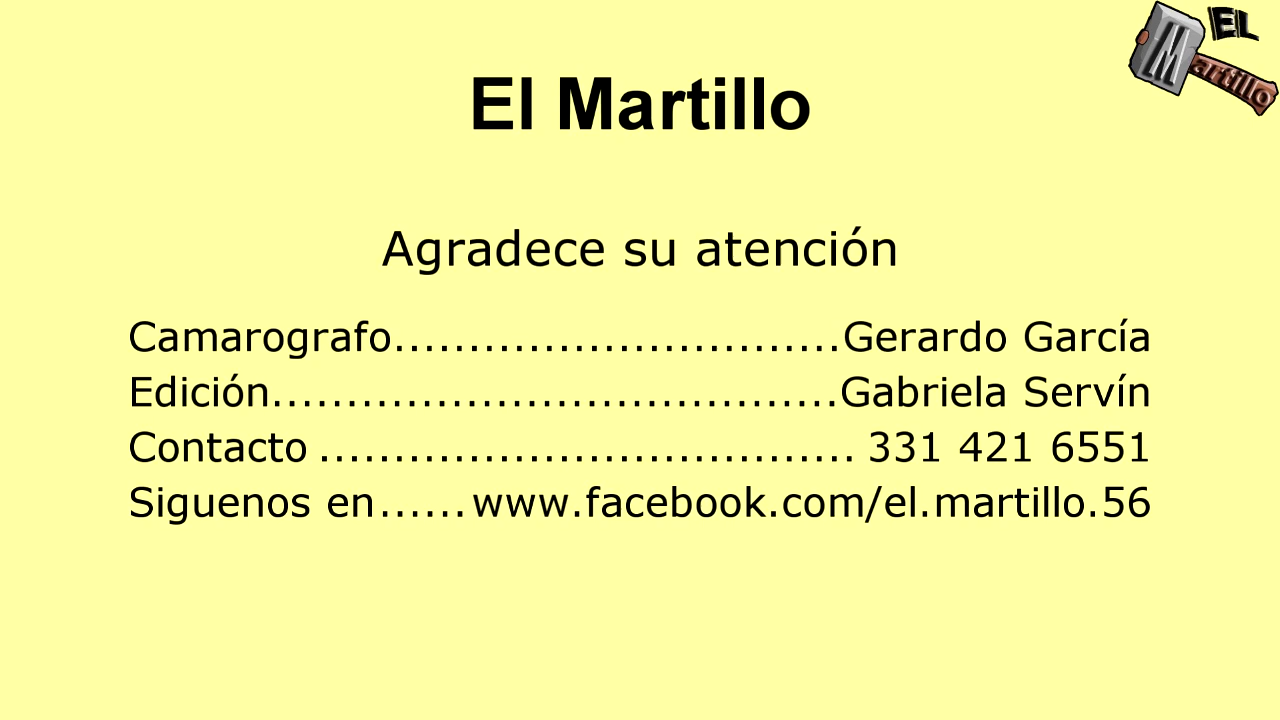 EL
Martillo
El Martillo
Agradece su atención
Camarografo..............................Gerardo García
Edición......................................Gabriela Servín
Contacto .................................... 331 421 6551
Siguenos en......www.facebook.com/el.martillo.56